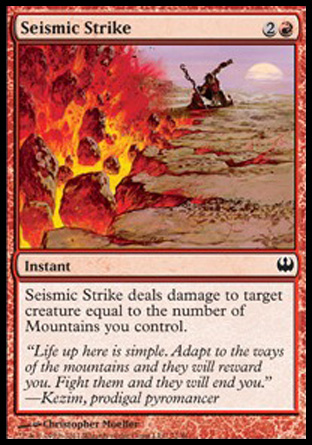 Seismic Strike 2
Instant
Seismic Strike deals damage to target
creature equal to the number of
Mountains you control.
"Life up here is simple. Adapt to the ways
of the mountains and they will reward
you. Fight them and they will end you."
—Kezim, prodigal pyromancer
Christopher Moeller